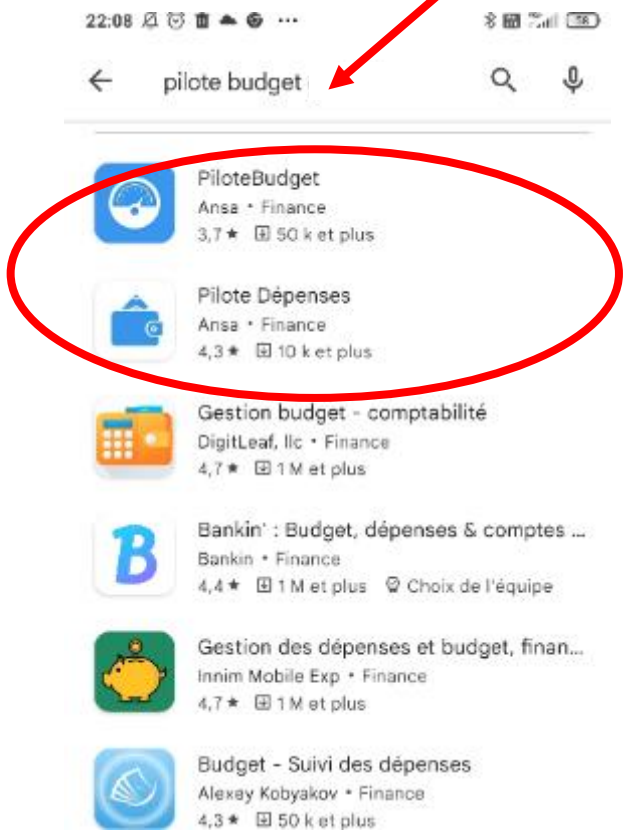 22:08
58
pilote budget
PiloteBudget
Ansa • Finance
3,7★ 50 k et plus
Pilote Dépenses
Ansa • Finance
4,3★ 10 k et plus
Gestion budget - comptabilité
DigitLeaf, llc • Finance
4,7★ 1 M et plus
B
Bankin' : Budget, dépenses & comptes ...
Bankin • Finance
4,4★ 1 M et plus Choix de l'équipe
Gestion des dépenses et budget, finan...
Innim Mobile Exp • Finance
4,7★ 1 M et plus
Budget - Suivi des dépenses
Alexey Kobyakov • Finance
4,3★ 50 k et plus